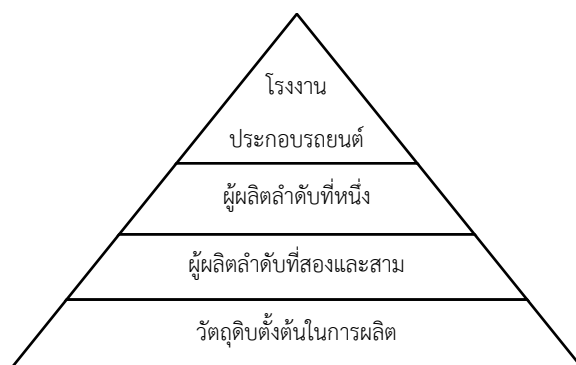 โรงงาน
ประกอบรถยนต์
ผู้ผลิตลำดับที่หนึ่ง
ผู้ผลิตลำดับที่สองและสาม
วัตถุดิบตั้งต้นในการผลิต